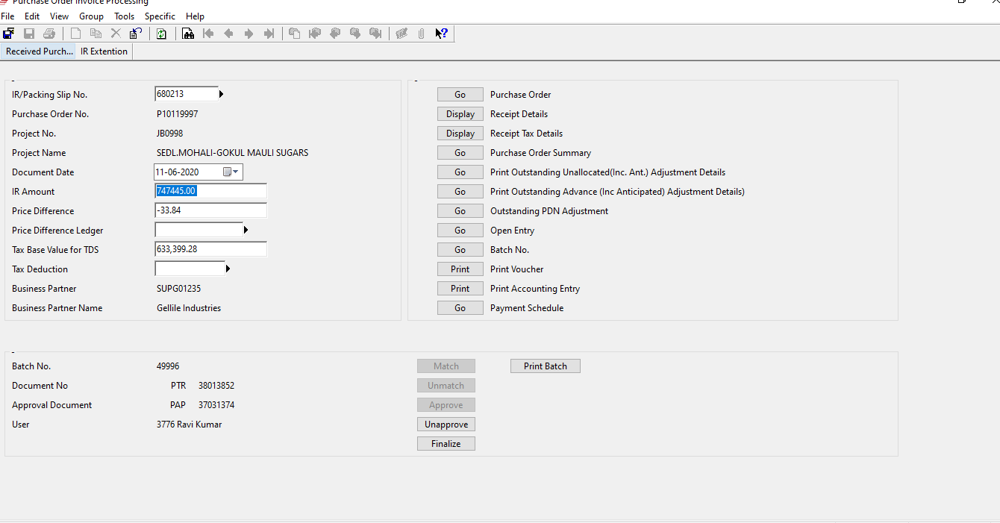 Purchase Order Invoice Processing
File Edit View Group Tools Specific Help
Received Purch... IR Extention
IR/Packing Slip No. 680213
Purchase Order No. P10119997
Project No. JB0998
Project Name SEDL.MOHALI-GOKUL MAULI SUGARS
Document Date 11-06-2020
IR Amount 747445.00
Price Difference -33.84
Price Difference Ledger
Tax Base Value for TDS 633,399.28
Tax Deduction
Business Partner SUPG01235
Business Partner Name Gellile Industries
Go Purchase Order
Display Receipt Details
Display Receipt Tax Details
Go Purchase Order Summary
Go Print Outstanding Unallocated(Inc. Ant.) Adjustment Details
Go Print Outstanding Advance (Inc Anticipated) Adjustment Details)
Go Outstanding PDN Adjustment
Go Open Entry
Go Batch No.
Print Print Voucher
Print Print Accounting Entry
Go Payment Schedule
Batch No. 49996 Match Print Batch
Document No PTR 38013852 Unmatch
Approval Document PAP 37031374 Approve
User 3776 Ravi Kumar Unapprove
Finalize